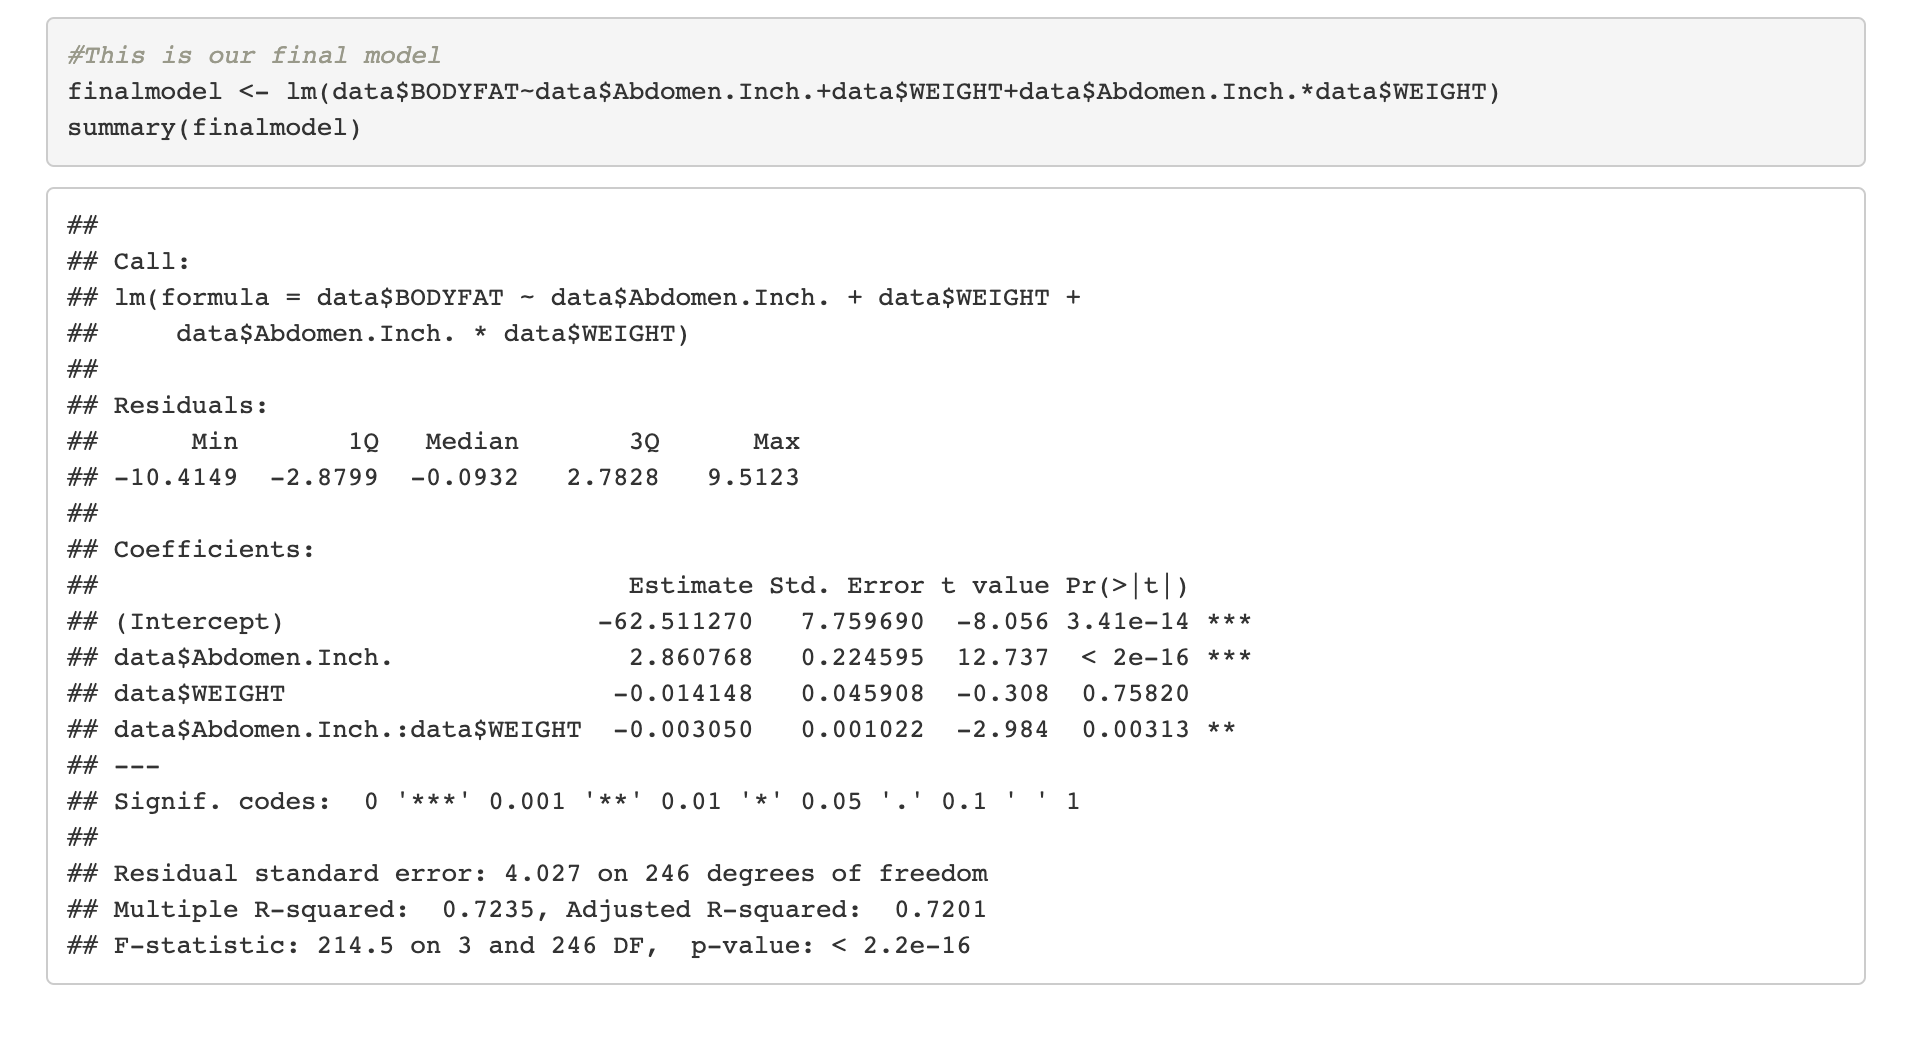 #This is our final model
finalmodel <- lm(data$BODYFAT~data$Abdomen.Inch.+data$WEIGHT+data$Abdomen.Inch.*data$WEIGHT)
summary(finalmodel)
##
## Call:
## lm(formula = data$BODYFAT ~ data$Abdomen.Inch. + data$WEIGHT +
##     data$Abdomen.Inch. * data$WEIGHT)
##
## Residuals:
##      Min       1Q   Median       3Q      Max
## -10.4149  -2.8799  -0.0932   2.7828   9.5123
##
## Coefficients:
##                                  Estimate Std. Error t value Pr(>|t|)
## (Intercept)                    -62.511270   7.759690  -8.056 3.41e-14 ***
## data$Abdomen.Inch.               2.860768   0.224595  12.737  < 2e-16 ***
## data$WEIGHT                     -0.014148   0.045908  -0.308  0.75820
## data$Abdomen.Inch.:data$WEIGHT  -0.003050   0.001022  -2.984  0.00313 **
## ---
## Signif. codes:  0 '***' 0.001 '**' 0.01 '*' 0.05 '.' 0.1 ' ' 1
##
## Residual standard error: 4.027 on 246 degrees of freedom
## Multiple R-squared:  0.7235, Adjusted R-squared:  0.7201
## F-statistic: 214.5 on 3 and 246 DF,  p-value: < 2.2e-16